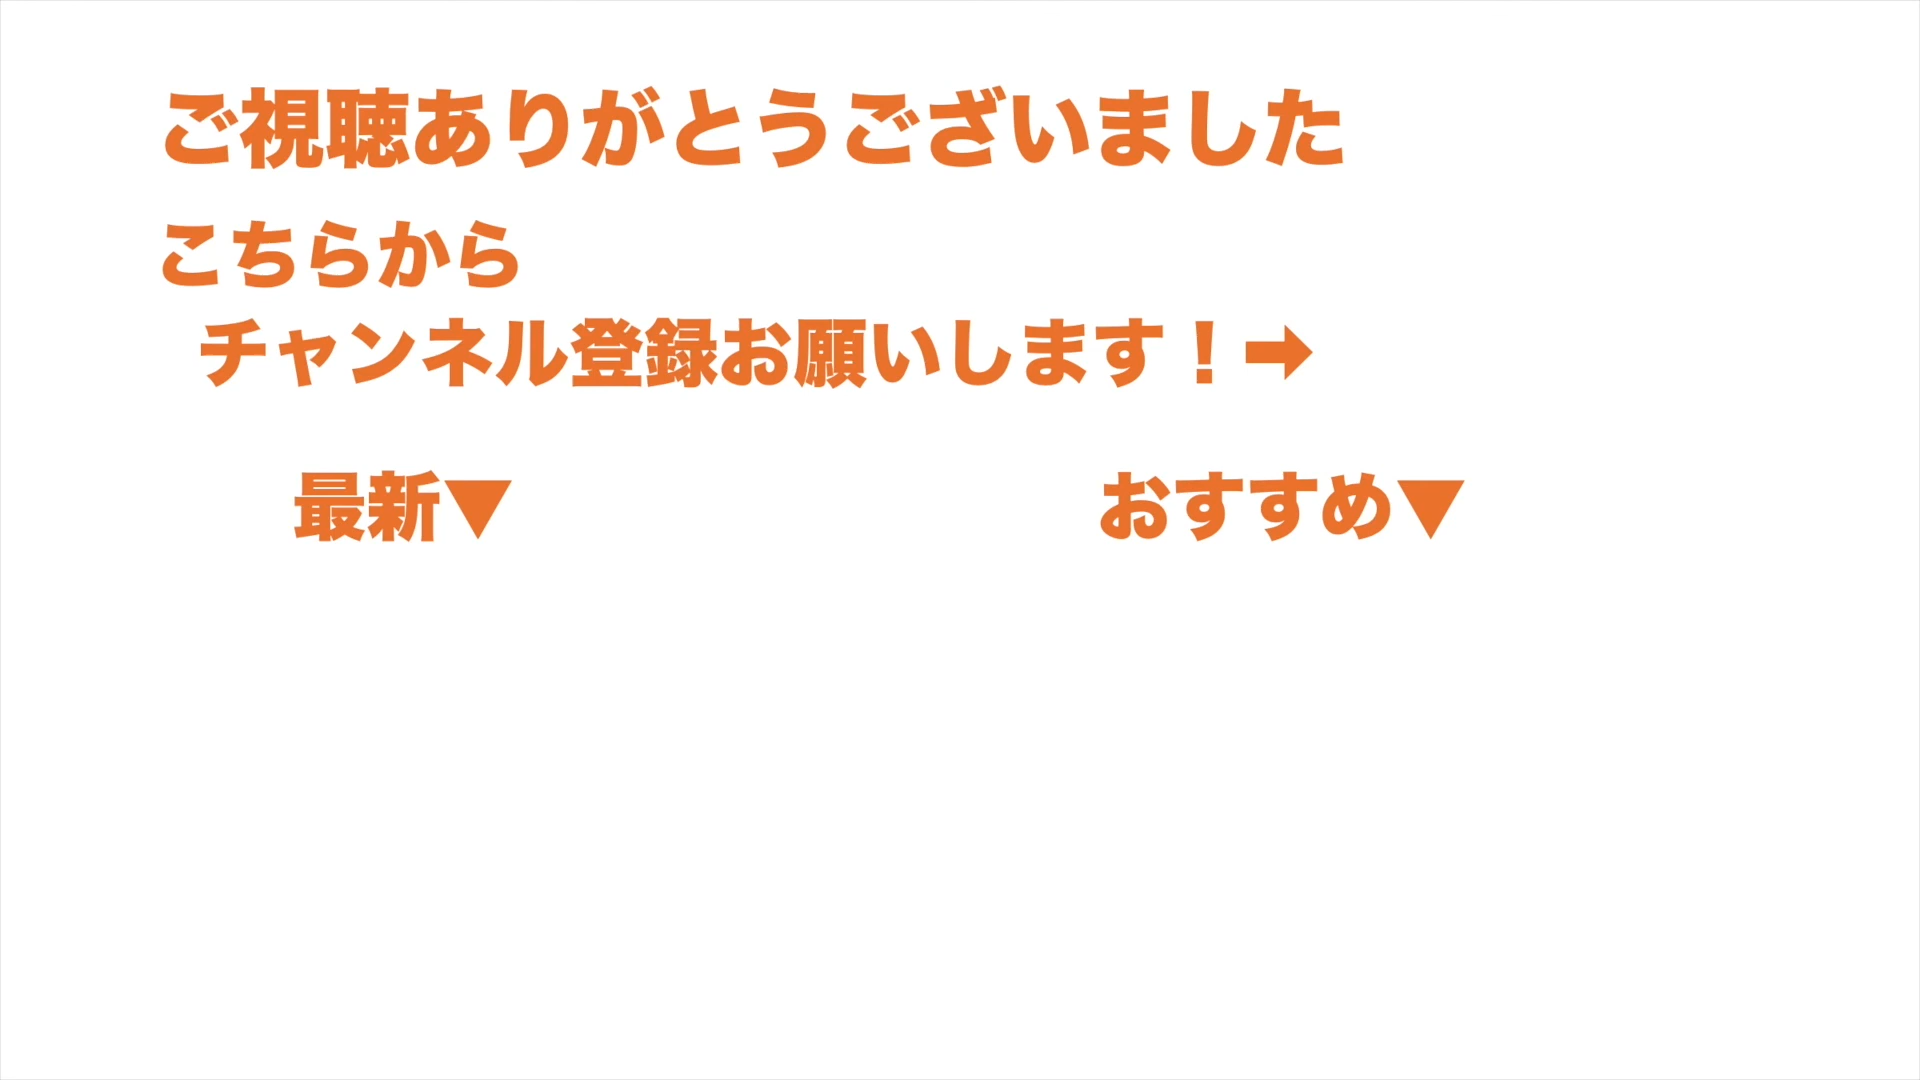 ご視聴ありがとうございました
こちらから
チャンネル登録お願いします！➡
最新▼
おすすめ▼